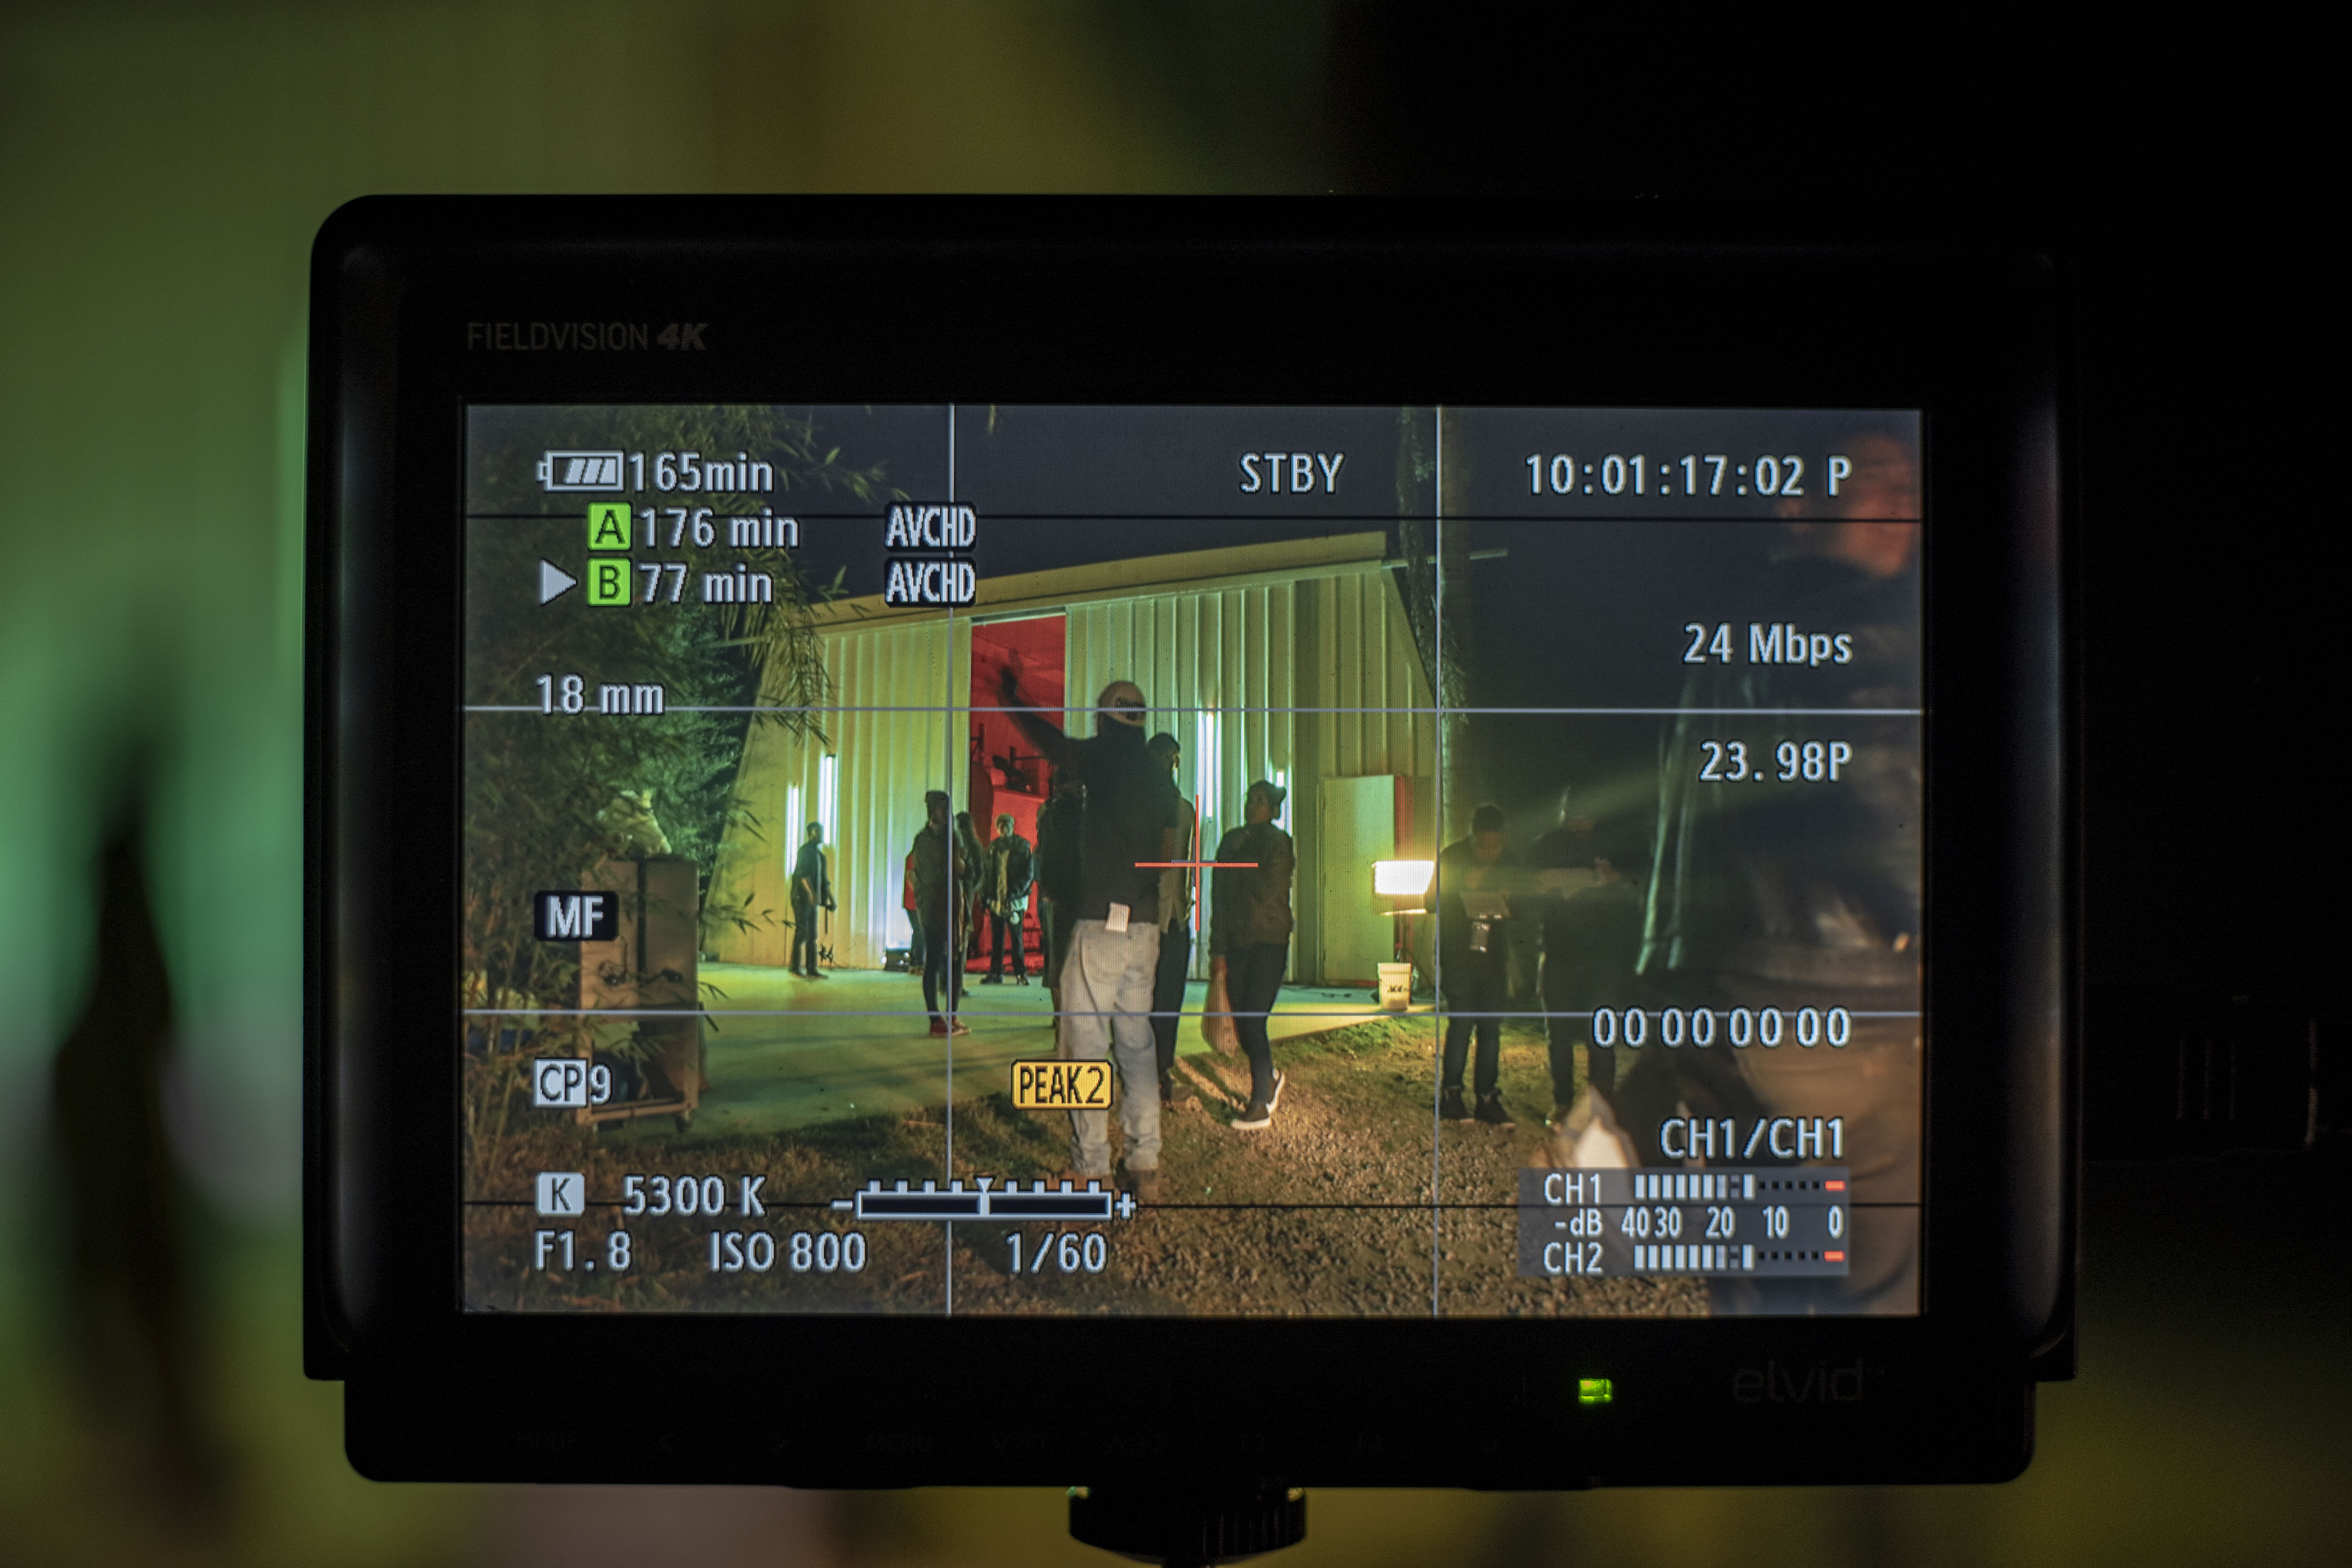 FIELDVISION 4K
165min STBY 10:01:17:02 P
A 176 min AVCHD
B 77 min AVCHD
24 Mbps
18 mm
23.98P
MF
00 00 00 00
CP 9 PEAK2
CH1/CH1
K 5300 K - +
CH1
-dB 40 30 20 10 0
F1.8 ISO 800 1/60
CH2
elvid